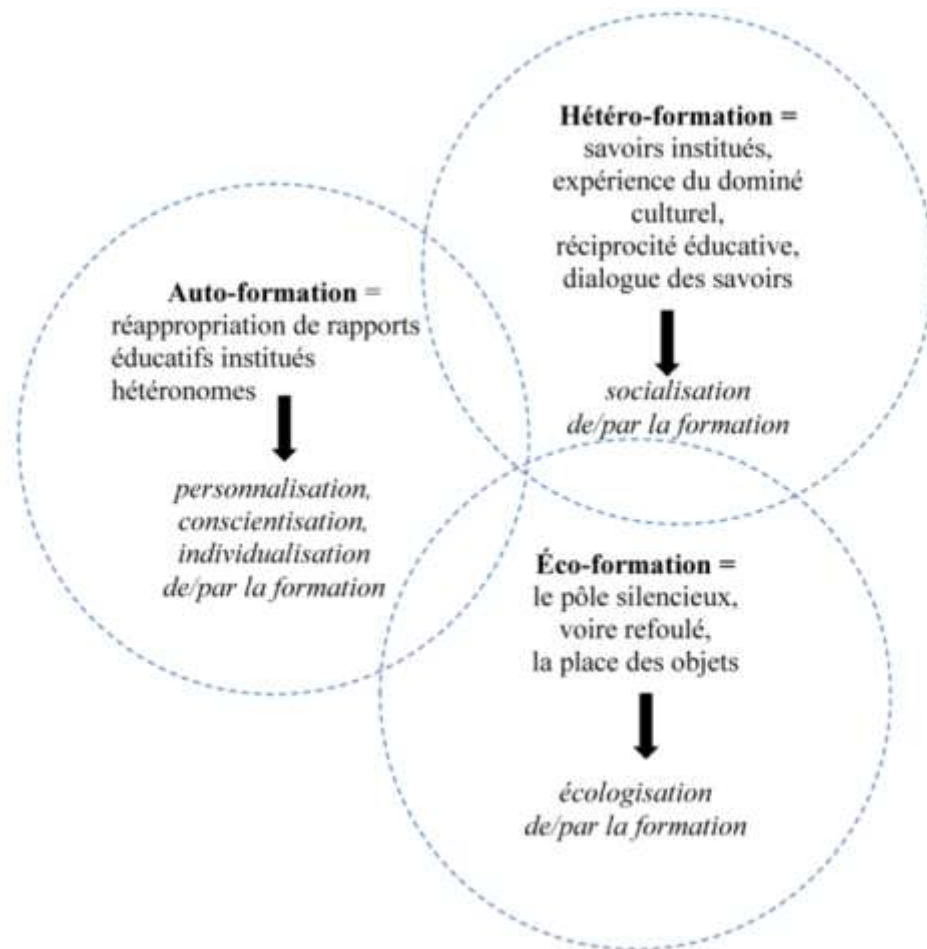 Hétéro-formation =
savoirs institués,
expérience du dominé
culturel,
réciprocité éducative,
dialogue des savoirs
socialisation
de/par la formation
Auto-formation =
réappropriation de rapports
éducatifs institués
hétéronomes
personnalisation,
conscientisation,
individualisation
de/par la formation
Éco-formation =
le pôle silencieux,
voire refoulé,
la place des objets
écologisation
de/par la formation